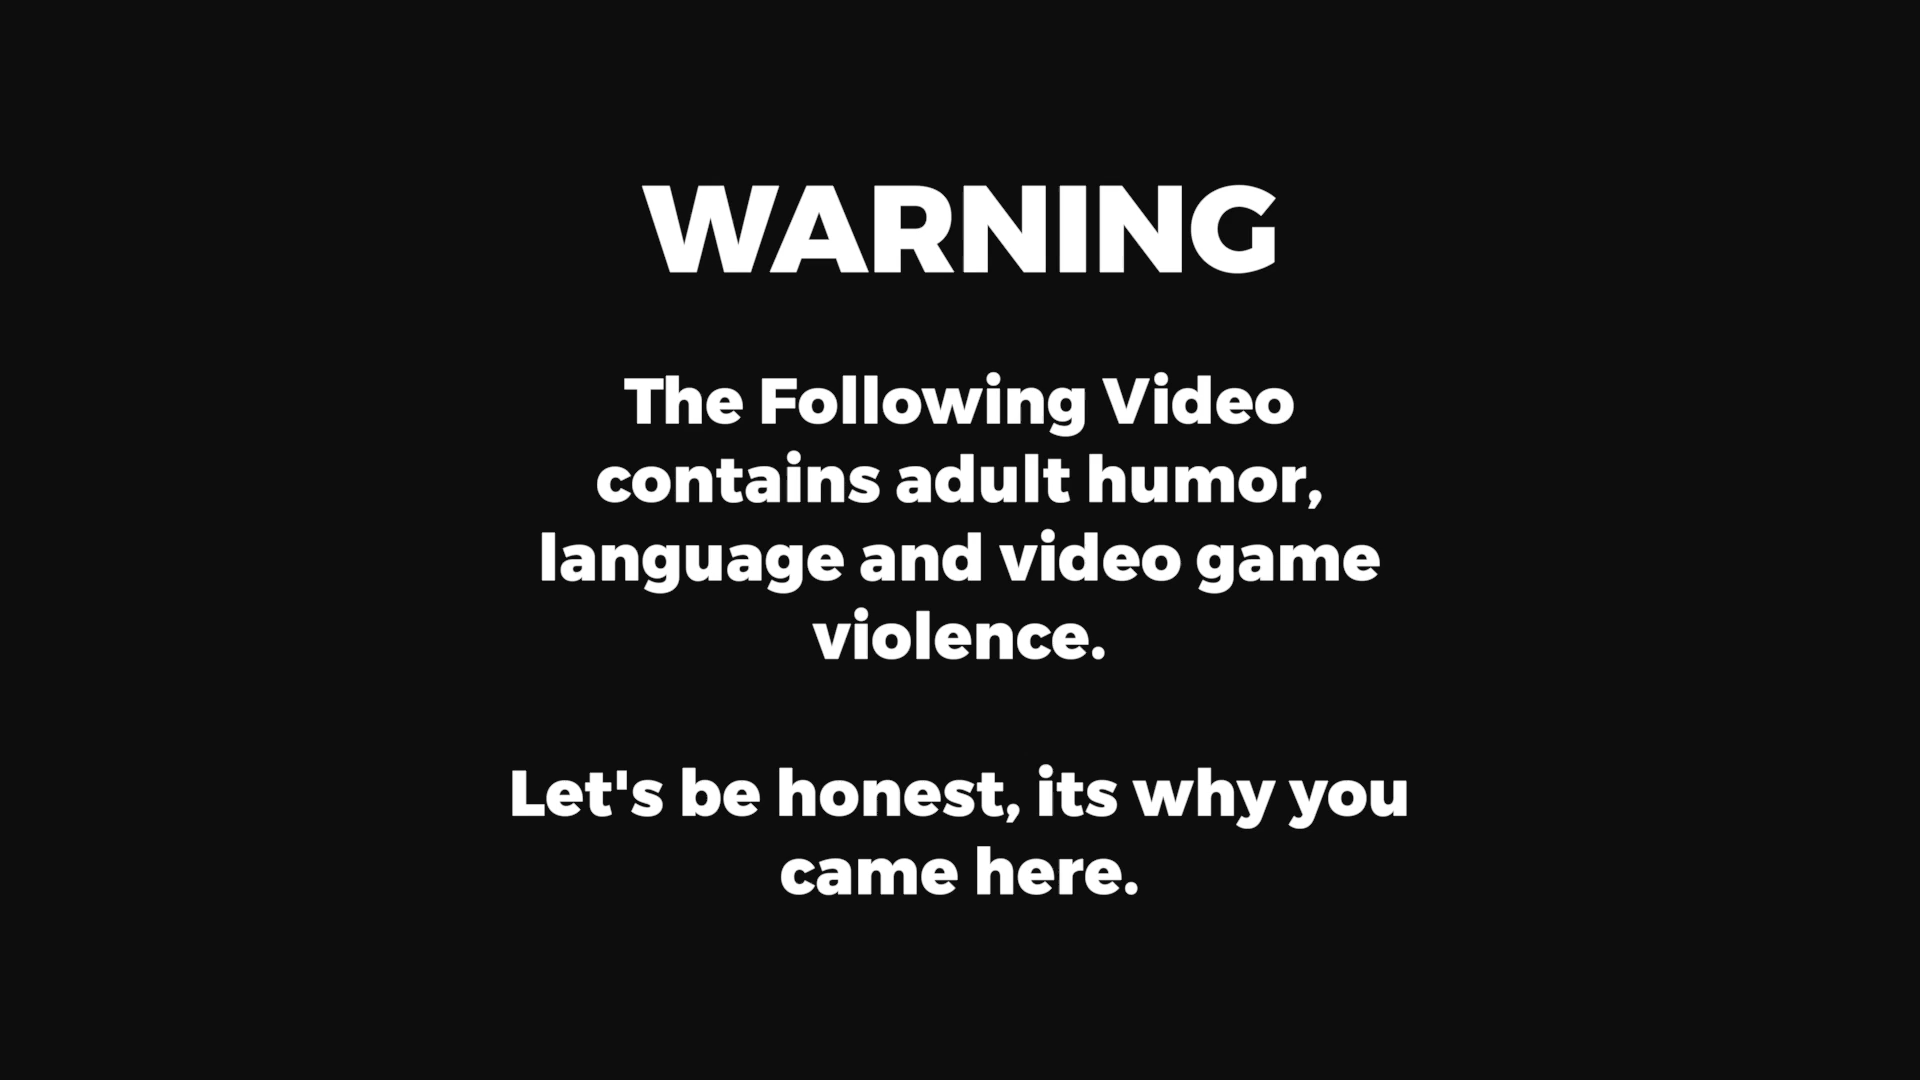 WARNING
The Following Video
contains adult humor,
language and video game
violence.
Let's be honest, its why you
came here.